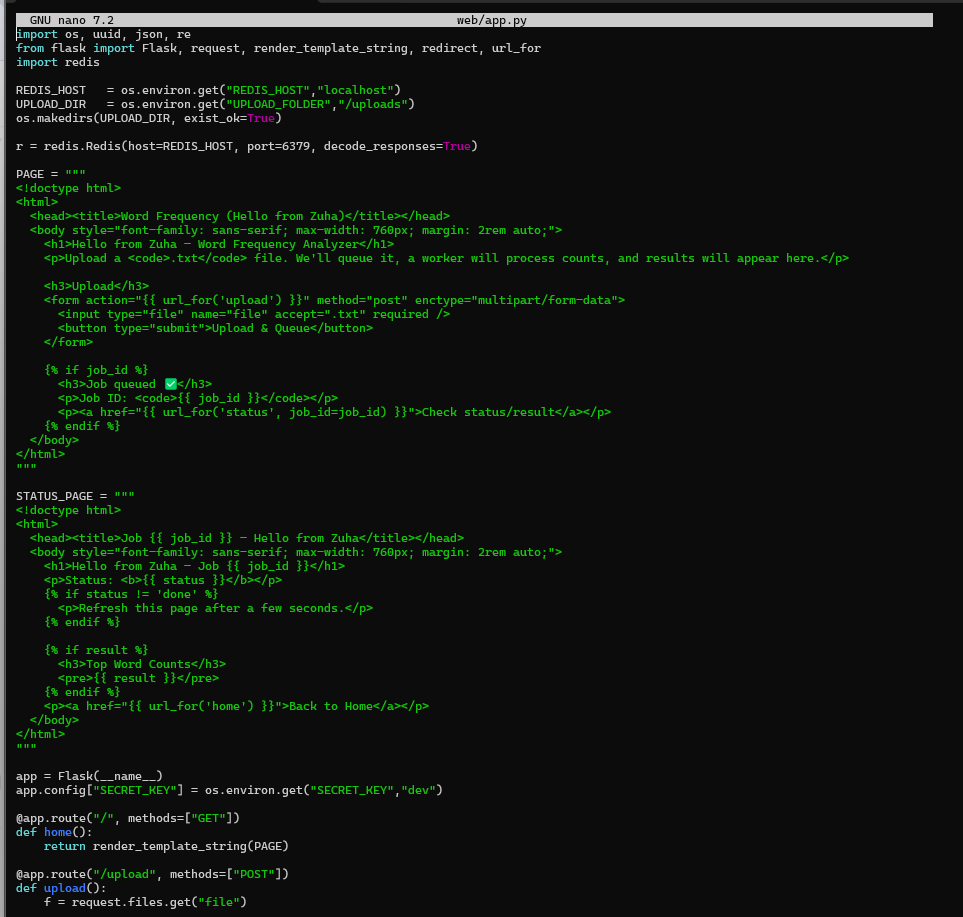 GNU nano 7.2 web/app.py
import os, uuid, json, re
from flask import Flask, request, render_template_string, redirect, url_for
import redis

REDIS_HOST   = os.environ.get("REDIS_HOST","localhost")
UPLOAD_DIR   = os.environ.get("UPLOAD_FOLDER","/uploads")
os.makedirs(UPLOAD_DIR, exist_ok=True)

r = redis.Redis(host=REDIS_HOST, port=6379, decode_responses=True)

PAGE = """
<!doctype html>
<html>
  <head><title>Word Frequency (Hello from Zuha)</title></head>
  <body style="font-family: sans-serif; max-width: 760px; margin: 2rem auto;">
    <h1>Hello from Zuha — Word Frequency Analyzer</h1>
    <p>Upload a <code>.txt</code> file. We'll queue it, a worker will process counts, and results will appear here.</p>

    <h3>Upload</h3>
    <form action="{{ url_for('upload') }}" method="post" enctype="multipart/form-data">
      <input type="file" name="file" accept=".txt" required />
      <button type="submit">Upload & Queue</button>
    </form>

    {% if job_id %}
      <h3>Job queued ✅</h3>
      <p>Job ID: <code>{{ job_id }}</code></p>
      <p><a href="{{ url_for('status', job_id=job_id) }}">Check status/result</a></p>
    {% endif %}
  </body>
</html>
"""

STATUS_PAGE = """
<!doctype html>
<html>
  <head><title>Job {{ job_id }} — Hello from Zuha</title></head>
  <body style="font-family: sans-serif; max-width: 760px; margin: 2rem auto;">
    <h1>Hello from Zuha — Job {{ job_id }}</h1>
    <p>Status: <b>{{ status }}</b></p>
    {% if status != 'done' %}
      <p>Refresh this page after a few seconds.</p>
    {% endif %}

    {% if result %}
      <h3>Top Word Counts</h3>
      <pre>{{ result }}</pre>
    {% endif %}
    <p><a href="{{ url_for('home') }}">Back to Home</a></p>
  </body>
</html>
"""

app = Flask(__name__)
app.config["SECRET_KEY"] = os.environ.get("SECRET_KEY","dev")

@app.route("/", methods=["GET"])
def home():
    return render_template_string(PAGE)

@app.route("/upload", methods=["POST"])
def upload():
    f = request.files.get("file")